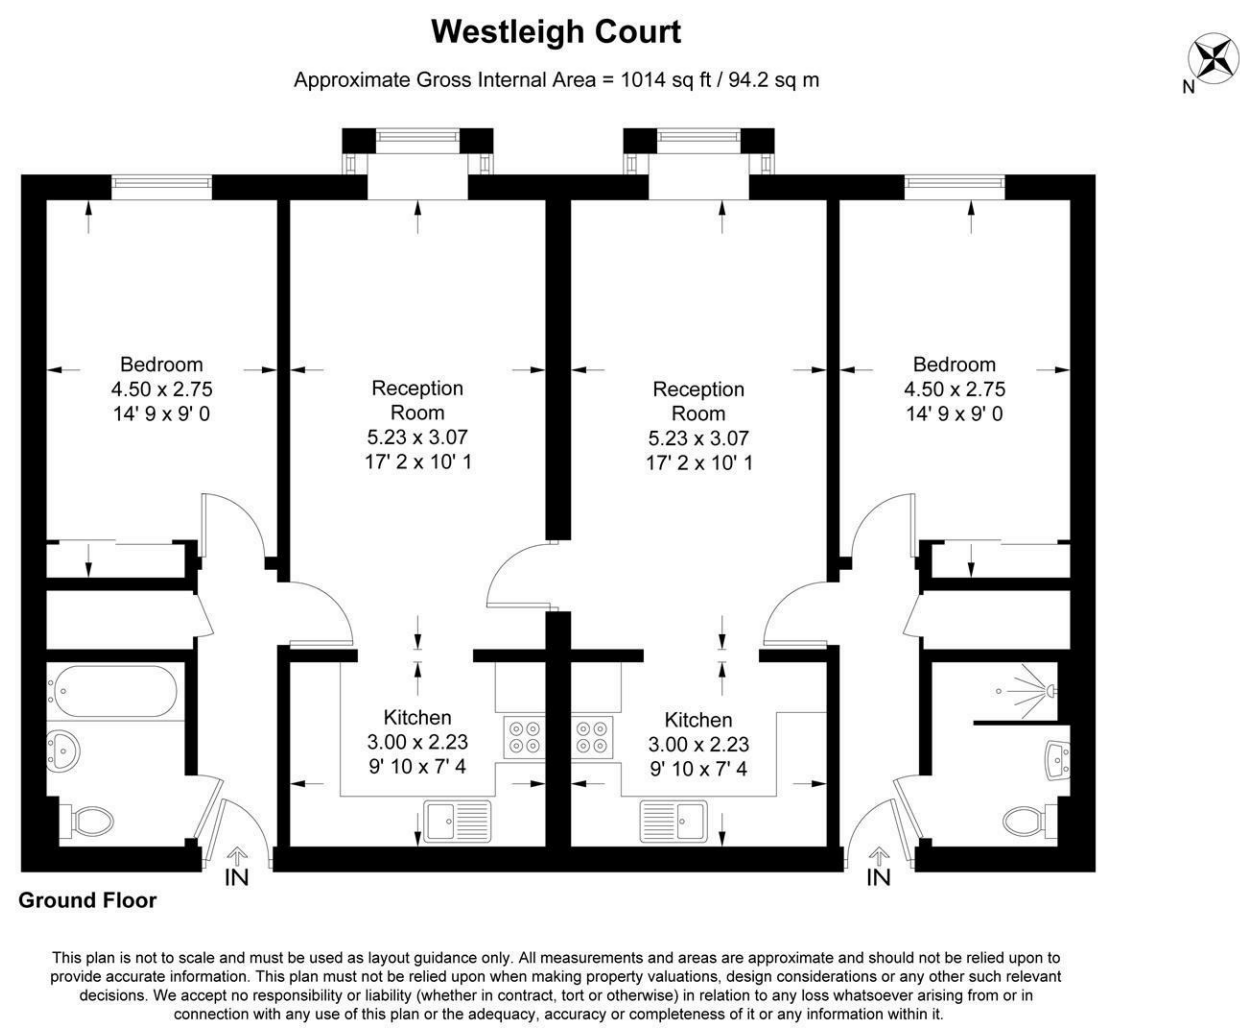 Westleigh Court
Approximate Gross Internal Area = 1014 sq ft / 94.2 sq m
N
Bedroom
4.50 x 2.75
14' 9 x 9' 0
Reception
Room
5.23 x 3.07
17' 2 x 10' 1
Reception
Room
5.23 x 3.07
17' 2 x 10' 1
Bedroom
4.50 x 2.75
14' 9 x 9' 0
Kitchen
3.00 x 2.23
9' 10 x 7' 4
Kitchen
3.00 x 2.23
9' 10 x 7' 4
IN
IN
Ground Floor
This plan is not to scale and must be used as layout guidance only. All measurements and areas are approximate and should not be relied upon to
provide accurate information. This plan must not be relied upon when making property valuations, design considerations or any other such relevant
decisions. We accept no responsibility or liability (whether in contract, tort or otherwise) in relation to any loss whatsoever arising from or in
connection with any use of this plan or the adequacy, accuracy or completeness of it or any information within it.